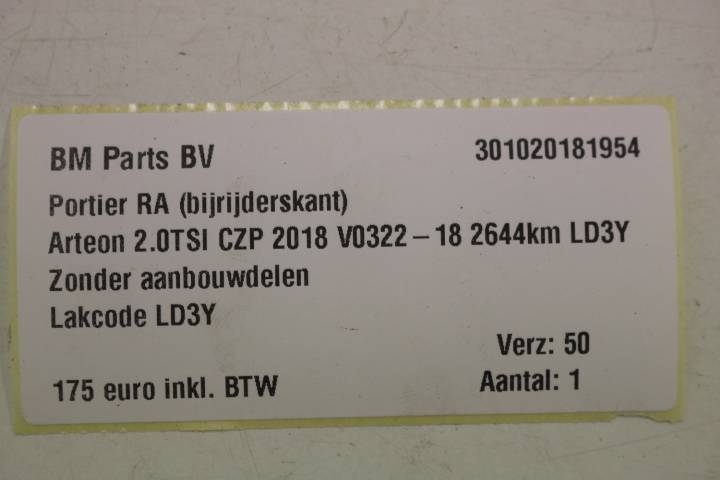 BM Parts BV 301020181954
Portier RA (bijrijderskant)
Arteon 2.0TSI CZP 2018 V0322-18 2644km LD3Y
Zonder aanbouwdelen
Lakcode LD3Y
Verz: 50
175 euro inkl. BTW Aantal: 1